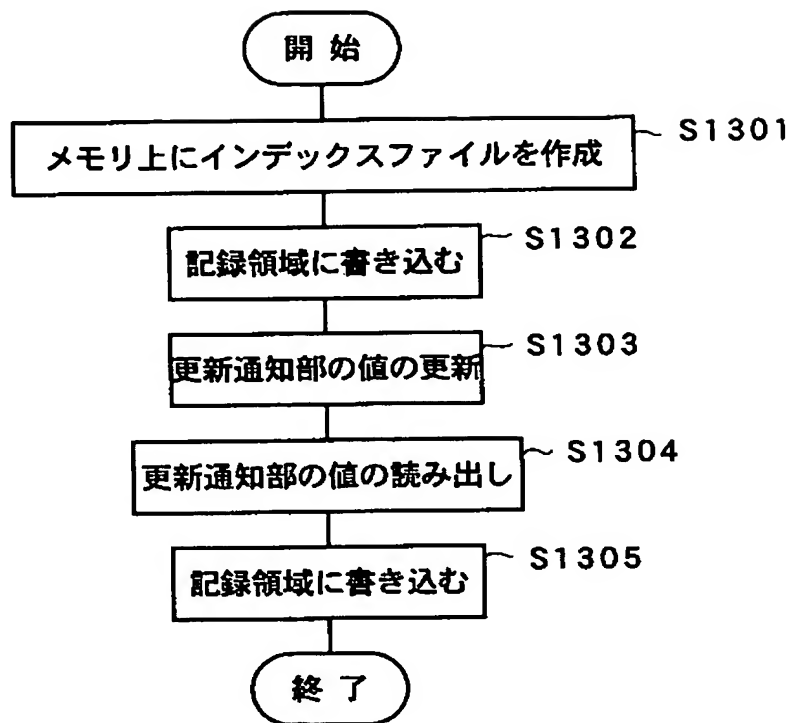 開始
メモリ上にインデックスファイルを作成
S1301
記録領域に書き込む
S1302
更新通知部の値の更新
S1303
更新通知部の値の読み出し
S1304
記録領域に書き込む
S1305
終了